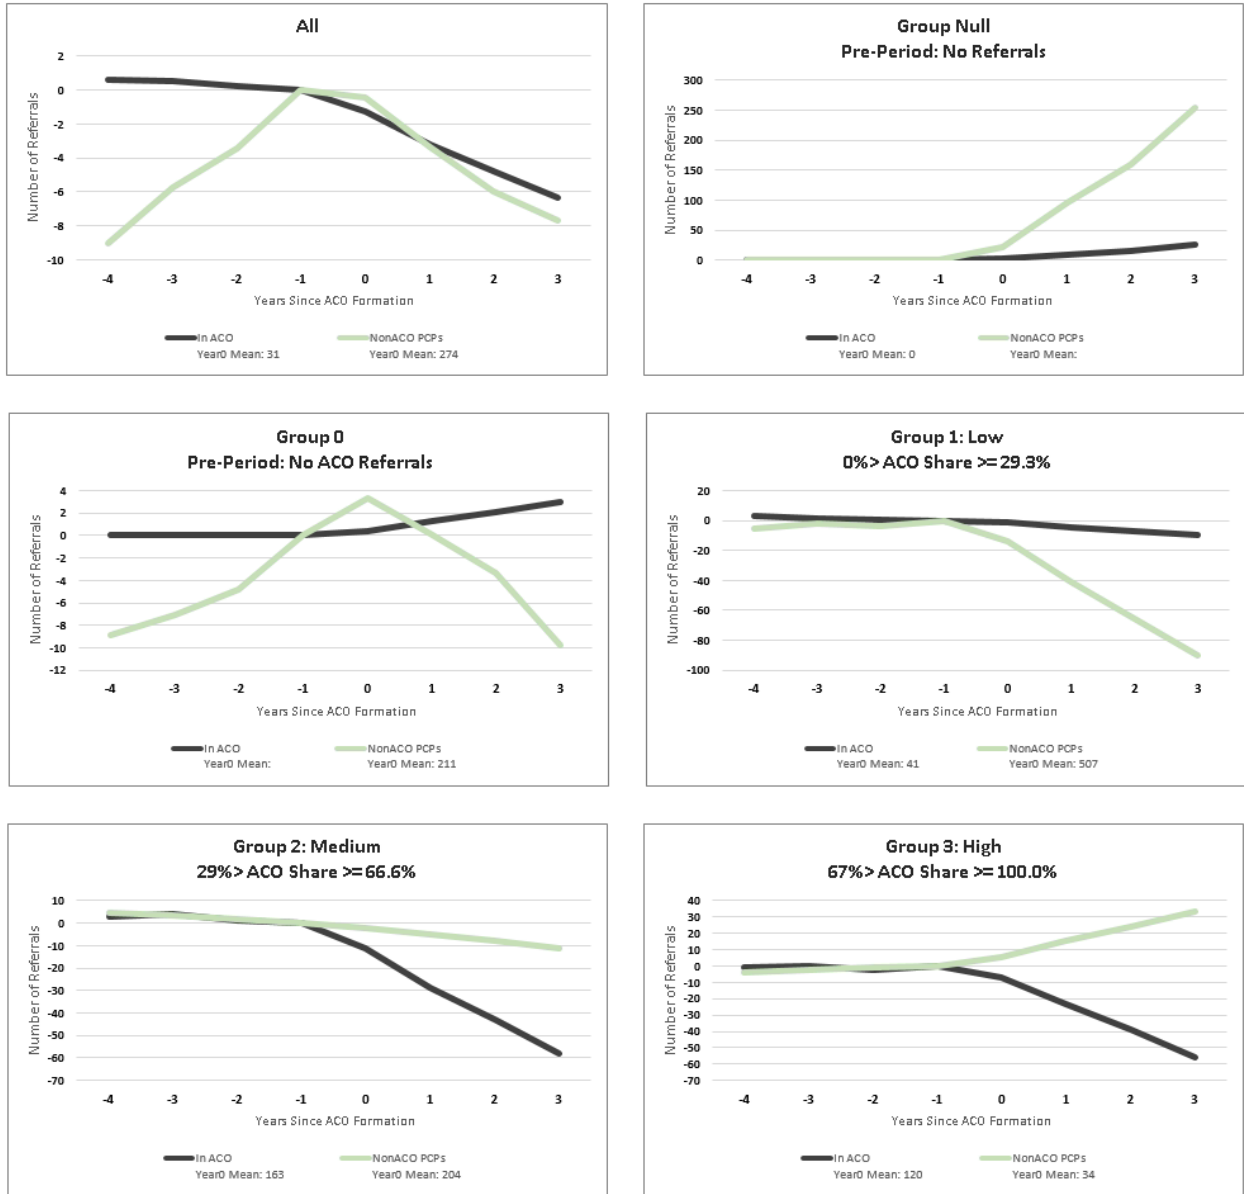 All
Number of Referrals
2
0
-2
-4
-6
-8
-10
-4 -3 -2 -1 0 1 2 3
Years Since ACO Formation
In ACO NonACO PCPs
Year0 Mean: 31 Year0 Mean: 274
Group Null
Pre-Period: No Referrals
Number of Referrals
300
250
200
150
100
50
0
-4 -3 -2 -1 0 1 2 3
Years Since ACO Formation
In ACO NonACO PCPs
Year0 Mean: 0 Year0 Mean:
Group 0
Pre-Period: No ACO Referrals
Number of Referrals
4
2
0
-2
-4
-6
-8
-10
-12
-4 -3 -2 -1 0 1 2 3
Years Since ACO Formation
In ACO NonACO PCPs
Year0 Mean: Year0 Mean: 211
Group 1: Low
0%> ACO Share >= 29.3%
Number of Referrals
20
0
-20
-40
-60
-80
-100
-4 -3 -2 -1 0 1 2 3
Years Since ACO Formation
In ACO NonACO PCPs
Year0 Mean: 41 Year0 Mean: 507
Group 2: Medium
29%> ACO Share >= 66.6%
Number of Referrals
10
0
-10
-20
-30
-40
-50
-60
-70
-4 -3 -2 -1 0 1 2 3
Years Since ACO Formation
In ACO NonACO PCPs
Year0 Mean: 163 Year0 Mean: 204
Group 3: High
67%> ACO Share >= 100.0%
Number of Referrals
40
30
20
10
0
-10
-20
-30
-40
-50
-60
-70
-4 -3 -2 -1 0 1 2 3
Years Since ACO Formation
In ACO NonACO PCPs
Year0 Mean: 120 Year0 Mean: 34